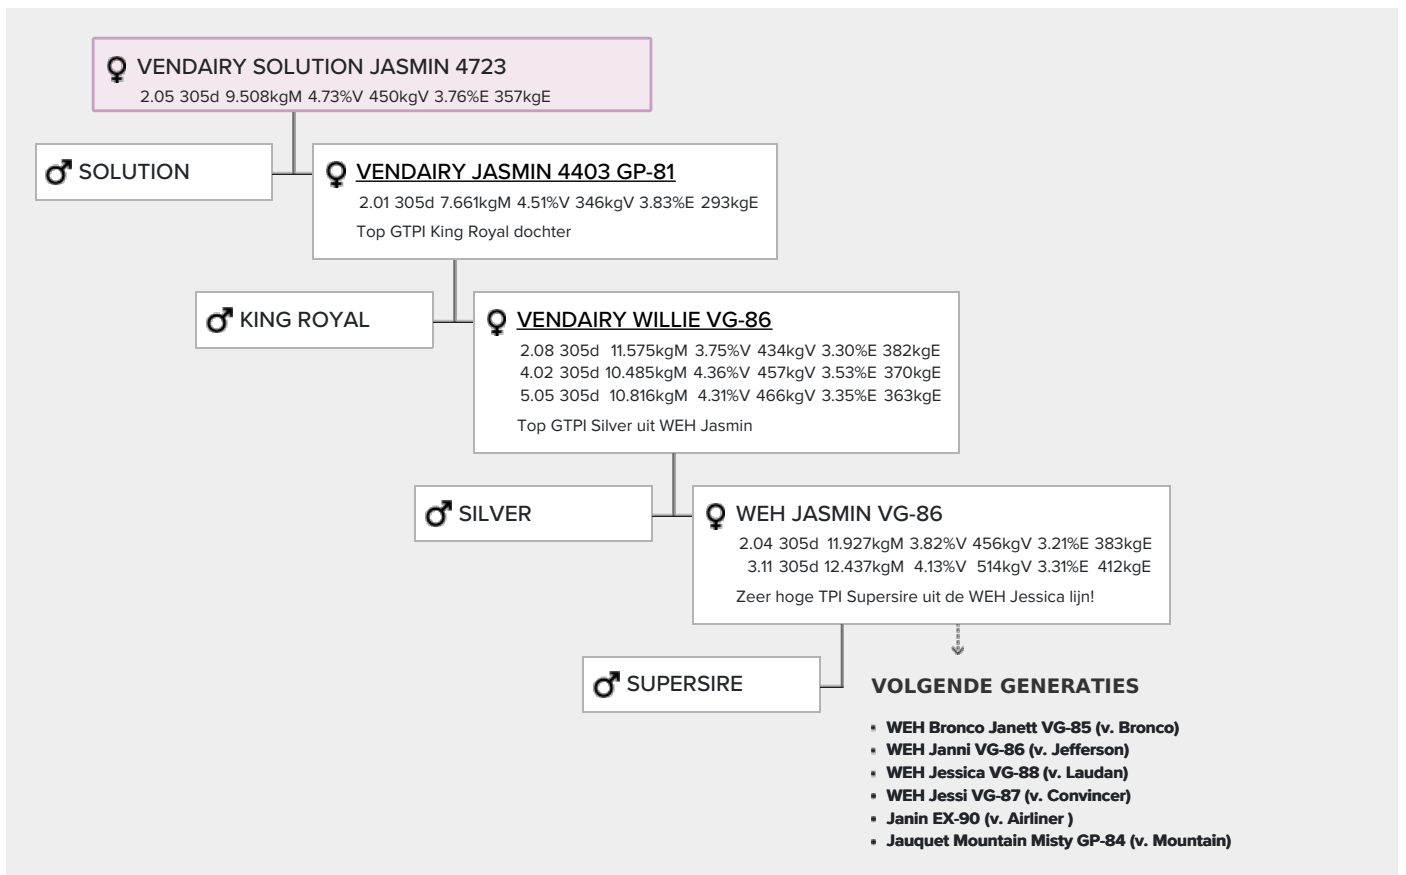 VENDAIRY SOLUTION JASMIN 4723
2.05 305d 9.508kgM 4.73%V 450kgV 3.76%E 357kgE
SOLUTION
VENDAIRY JASMIN 4403 GP-81
2.01 305d 7.661kgM 4.51%V 346kgV 3.83%E 293kgE
Top GTPI King Royal dochter
KING ROYAL
VENDAIRY WILLIE VG-86
2.08 305d 11.575kgM 3.75%V 434kgV 3.30%E 382kgE
4.02 305d 10.485kgM 4.36%V 457kgV 3.53%E 370kgE
5.05 305d 10.816kgM 4.31%V 466kgV 3.35%E 363kgE
Top GTPI Silver uit WEH Jasmin
SILVER
WEH JASMIN VG-86
2.04 305d 11.927kgM 3.82%V 456kgV 3.21%E 383kgE
3.11 305d 12.437kgM 4.13%V 514kgV 3.31%E 412kgE
Zeer hoge TPI Supersire uit de WEH Jessica lijn!
SUPERSIRE
VOLGENDE GENERATIES
WEH Bronco Janett VG-85 (v. Bronco)
WEH Janni VG-86 (v. Jefferson)
WEH Jessica VG-88 (v. Laudan)
WEH Jessi VG-87 (v. Convincer)
Janin EX-90 (v. Airliner )
Jauquet Mountain Misty GP-84 (v. Mountain)